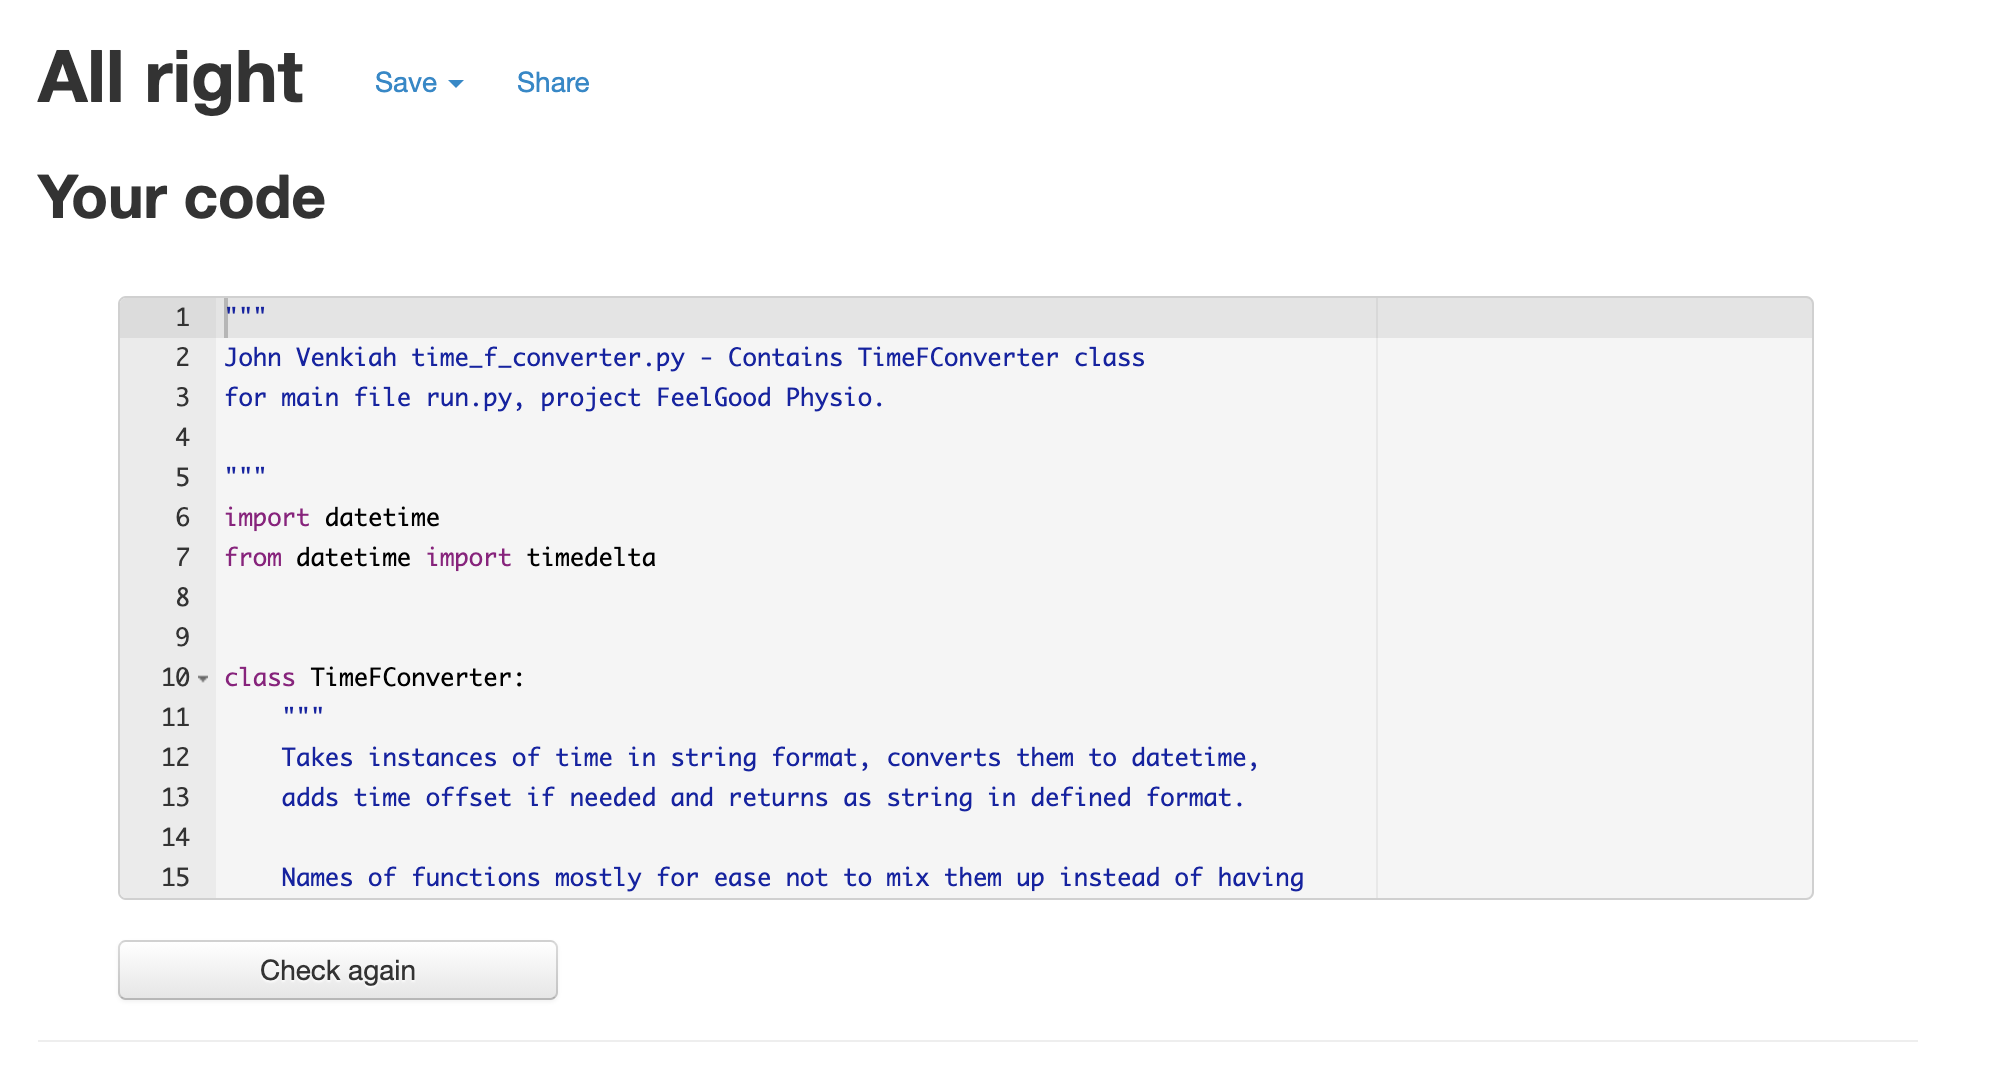 All right Save Share
Your code
1 """
2 John Venkiah time_f_converter.py - Contains TimeFConverter class
3 for main file run.py, project FeelGood Physio.
4
5 """
6 import datetime
7 from datetime import timedelta
8
9
10 class TimeFConverter:
11     """
12     Takes instances of time in string format, converts them to datetime,
13     adds time offset if needed and returns as string in defined format.
14
15     Names of functions mostly for ease not to mix them up instead of having
Check again